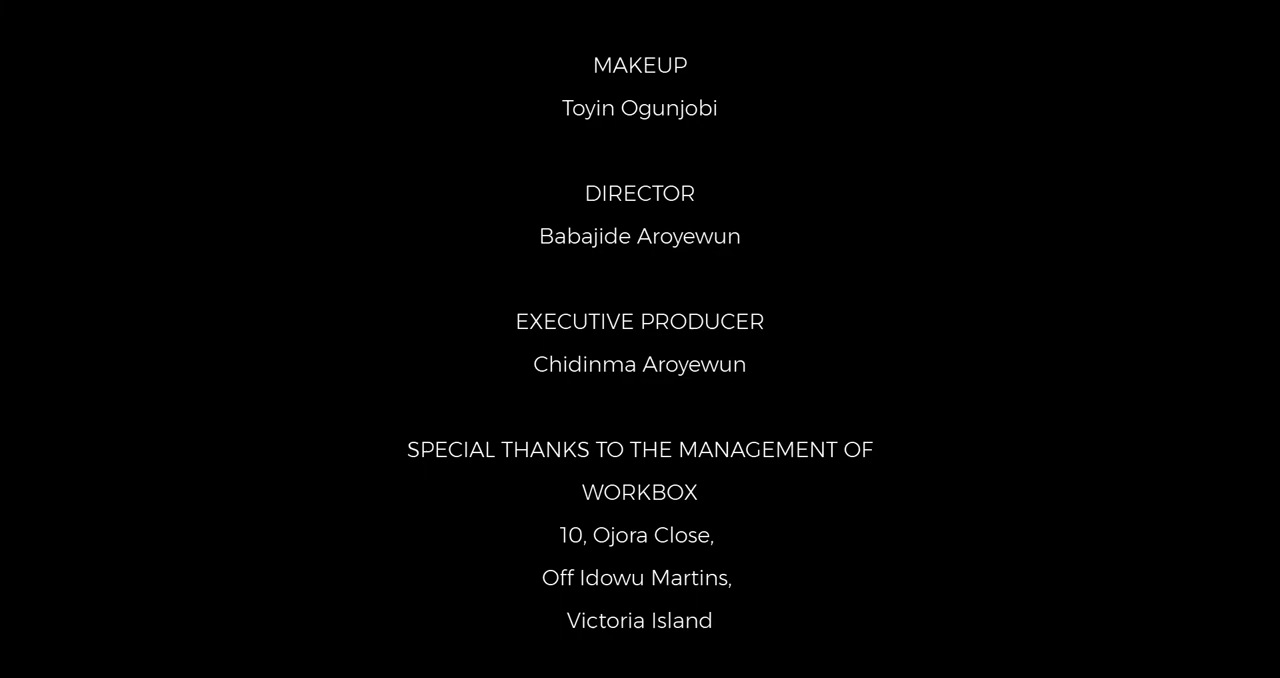 MAKEUP
Toyin Ogunjobi
DIRECTOR
Babajide Aroyewun
EXECUTIVE PRODUCER
Chidinma Aroyewun
SPECIAL THANKS TO THE MANAGEMENT OF
WORKBOX
10, Ojora Close,
Off Idowu Martins,
Victoria Island